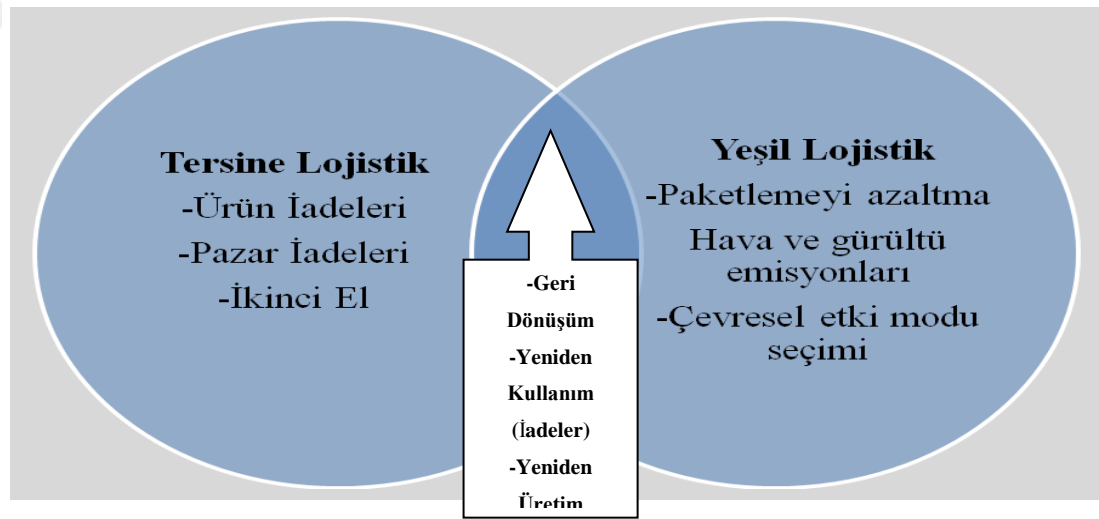 Tersine Lojistik
-Ürün İadeleri
-Pazar İadeleri
-İkinci El
-Geri
Dönüşüm
-Yeniden
Kullanım
(İadeler)
-Yeniden
Üretim
Yeşil Lojistik
-Paketlemeyi azaltma
Hava ve gürültü
emisyonları
-Çevresel etki modu
seçimi